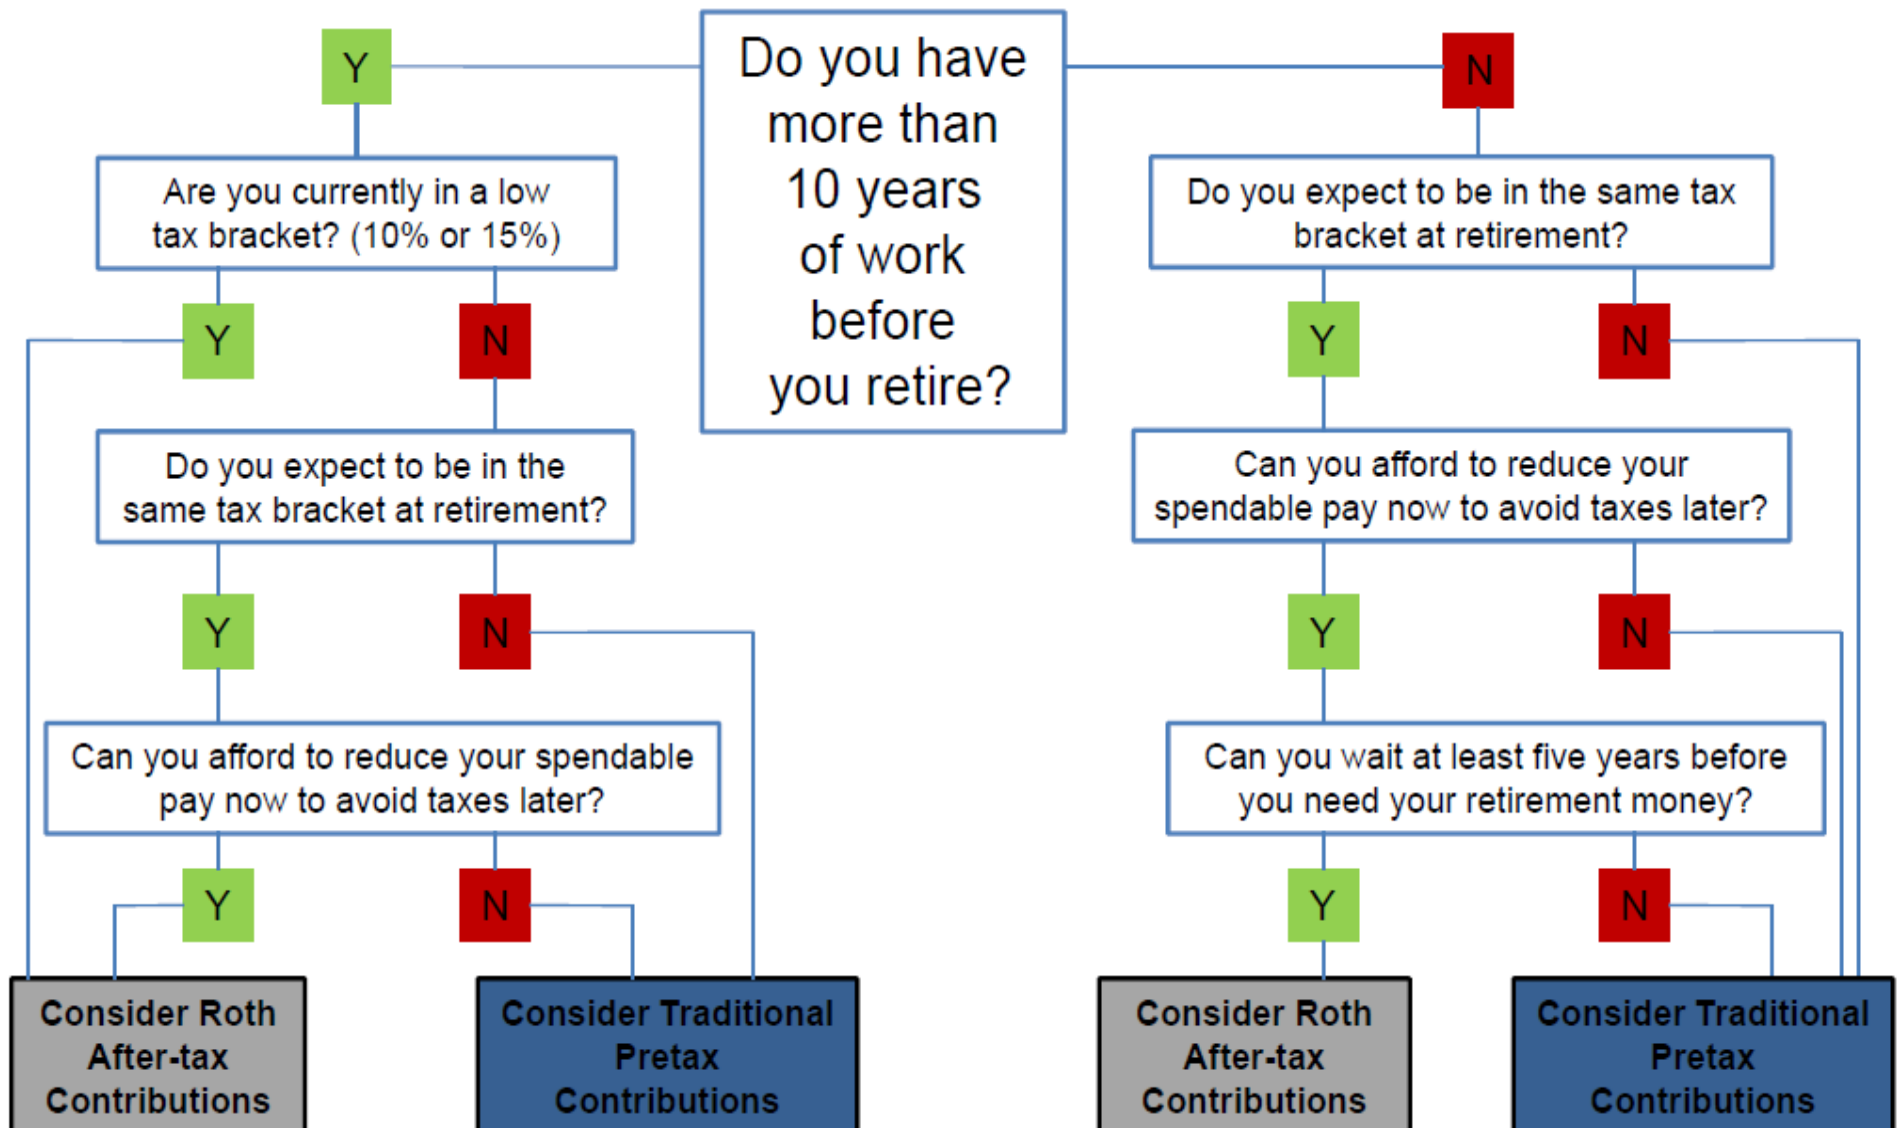 Do you have
more than
10 years
of work
before
you retire?
Y
N
Are you currently in a low
tax bracket? (10% or 15%)
Y
N
Do you expect to be in the
same tax bracket at retirement?
Y
N
Can you afford to reduce your spendable
pay now to avoid taxes later?
Y
N
Consider Roth
After-tax
Contributions
Consider Traditional
Pretax
Contributions
Do you expect to be in the same tax
bracket at retirement?
Y
N
Can you afford to reduce your
spendable pay now to avoid taxes later?
Y
N
Can you wait at least five years before
you need your retirement money?
Y
N
Consider Roth
After-tax
Contributions
Consider Traditional
Pretax
Contributions